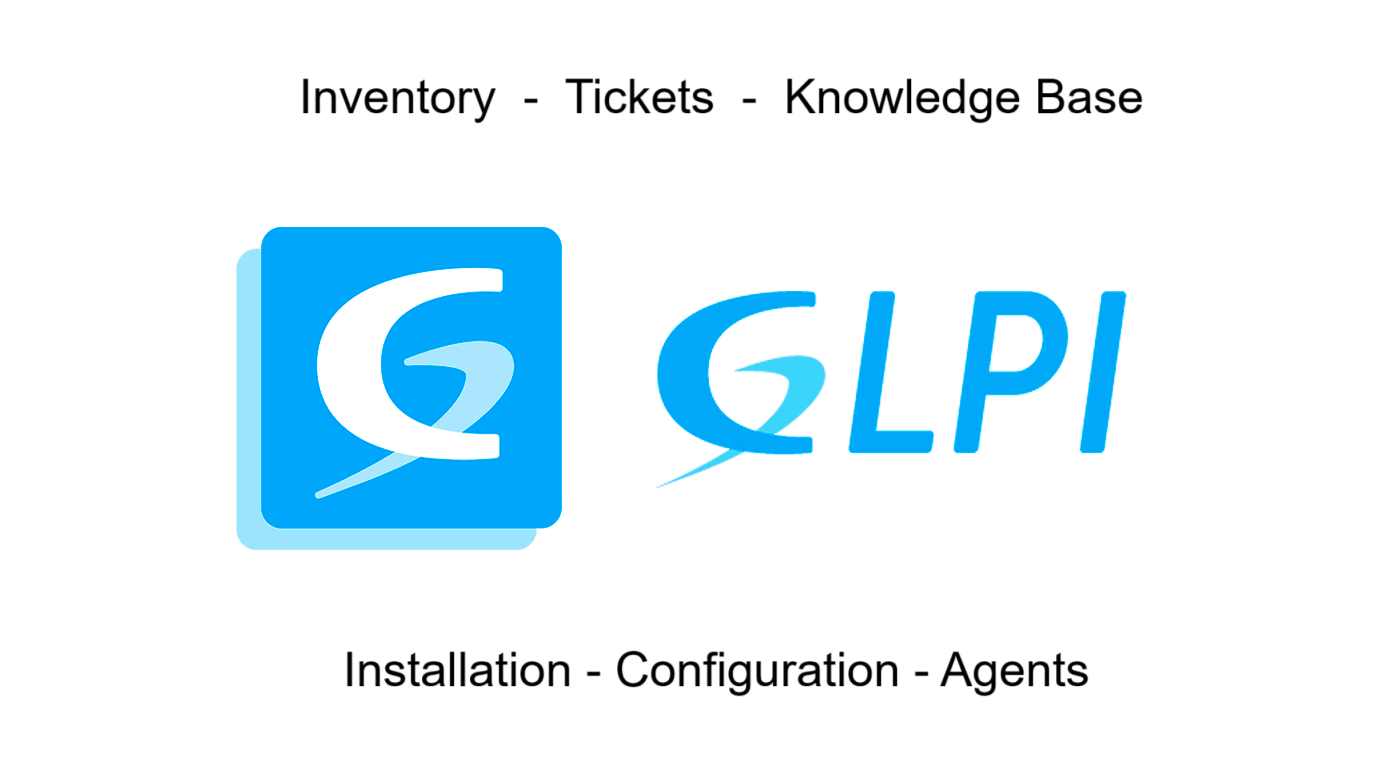 Inventory - Tickets - Knowledge Base
GLPI
Installation - Configuration - Agents